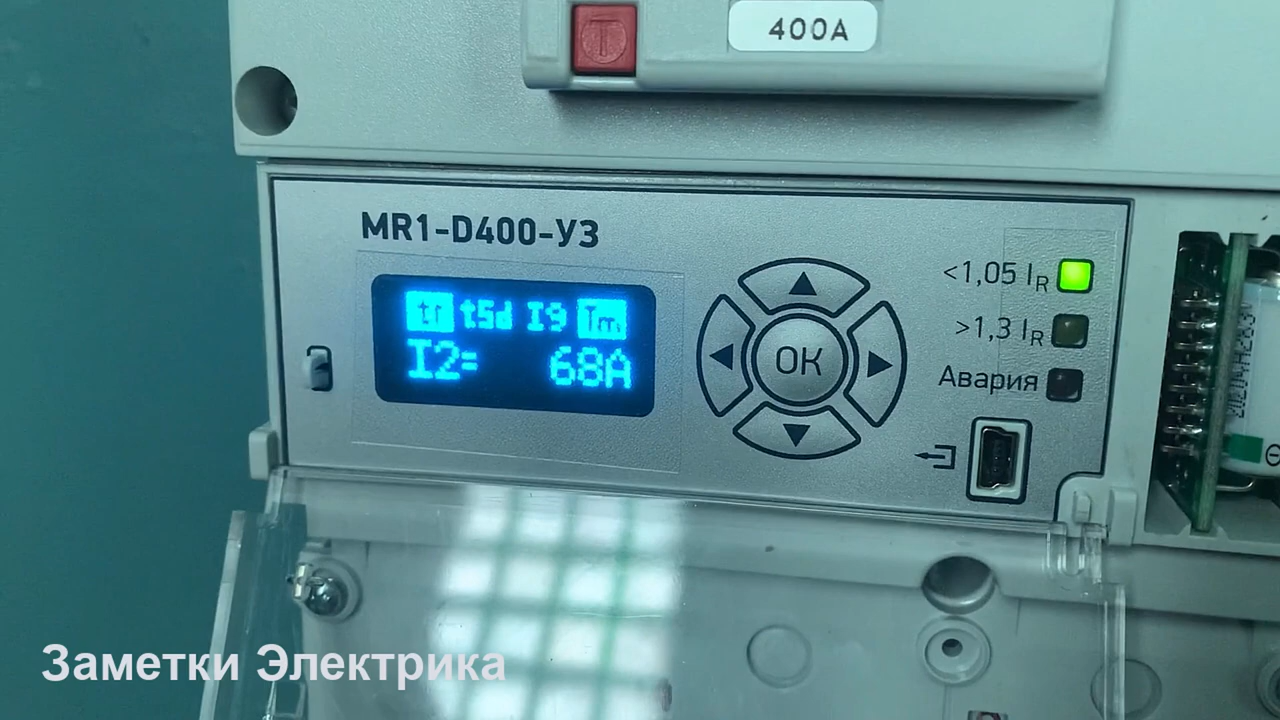 T
400A
MR1-D400-У3
tr tSd Ig Tm
I2= 68A
OK
<1,05 IR
>1,3 IR
Авария
Заметки Электрика